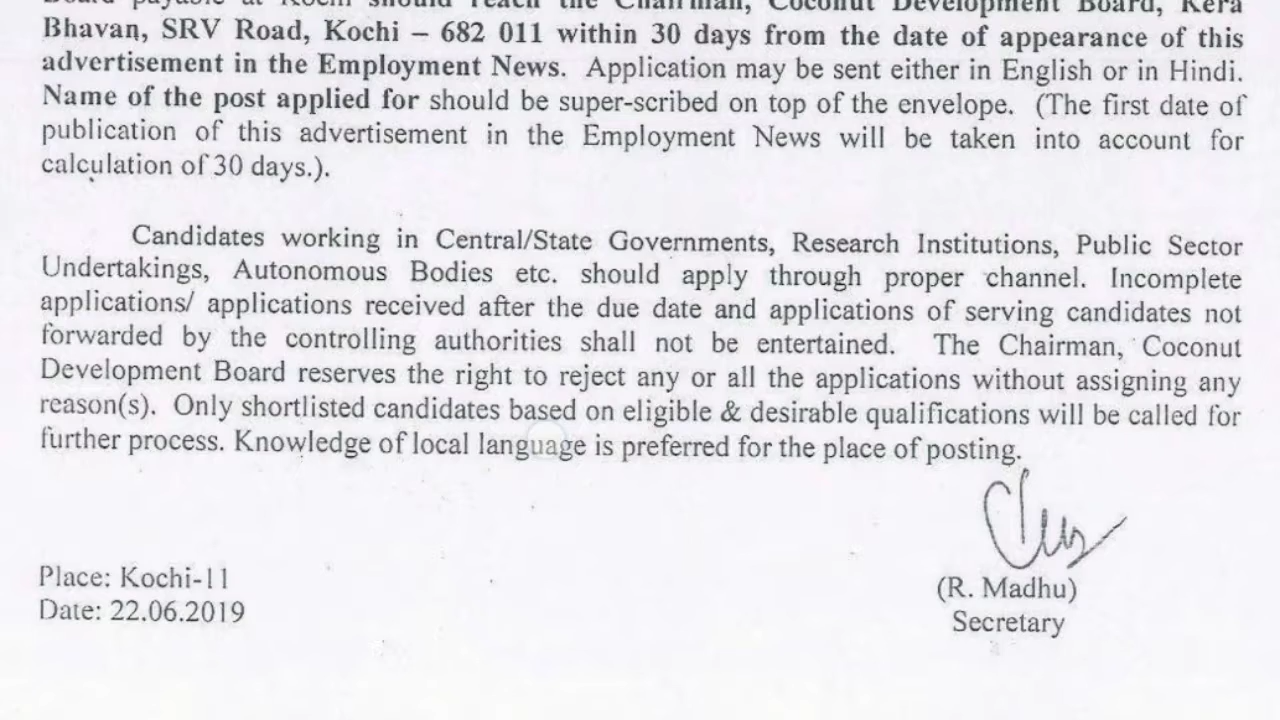 Board payable at Kochi should reach the Chairman, Coconut Development Board, Kera
Bhavan, SRV Road, Kochi – 682 011 within 30 days from the date of appearance of this
advertisement in the Employment News. Application may be sent either in English or in Hindi.
Name of the post applied for should be super-scribed on top of the envelope. (The first date of
publication of this advertisement in the Employment News will be taken into account for
calculation of 30 days.).
Candidates working in Central/State Governments, Research Institutions, Public Sector
Undertakings, Autonomous Bodies etc. should apply through proper channel. Incomplete
applications/ applications received after the due date and applications of serving candidates not
forwarded by the controlling authorities shall not be entertained. The Chairman, Coconut
Development Board reserves the right to reject any or all the applications without assigning any
reason(s). Only shortlisted candidates based on eligible & desirable qualifications will be called for
further process. Knowledge of local language is preferred for the place of posting.
Place: Kochi-11
Date: 22.06.2019
(R. Madhu)
Secretary